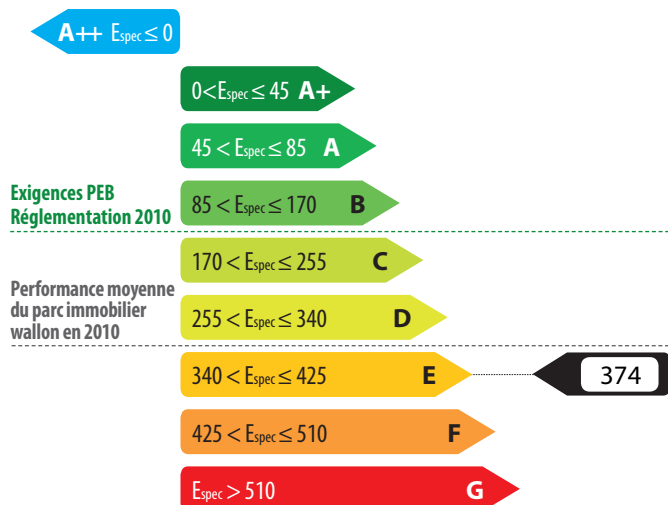 A++ Espec ≤ 0
0<Espec ≤ 45 A+
45 < Espec ≤ 85 A
Exigences PEB
Réglementation 2010
85 < Espec ≤ 170 B
170 < Espec ≤ 255 C
Performance moyenne
du parc immobilier
wallon en 2010
255 < Espec ≤ 340 D
340 < Espec ≤ 425 E
374
425 < Espec ≤ 510 F
Espec > 510 G